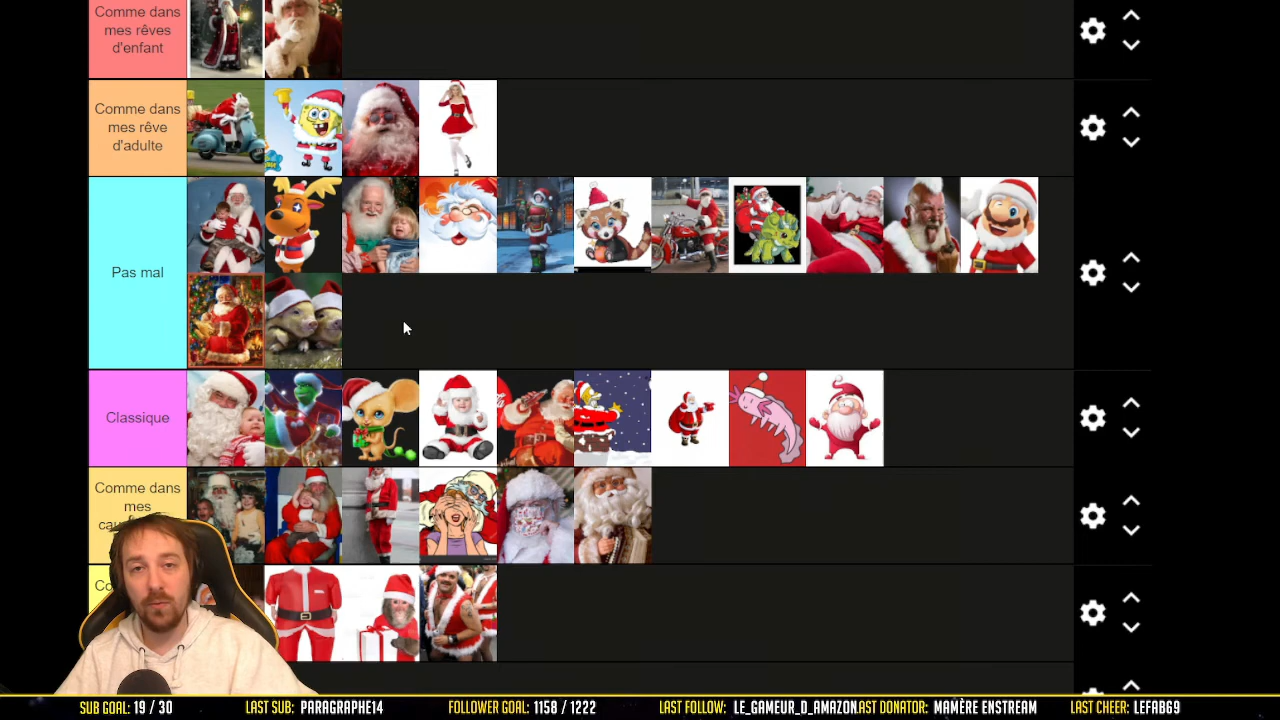 Comme dans
mes rêves
d'enfant
Comme dans
mes rêve
d'adulte
Pas mal
Classique
Comme dans
mes
SUB GOAL: 19 / 30
LAST SUB: PARAGRAPHE14
FOLLOWER GOAL: 1158 / 1222
LAST FOLLOW: LE_GAMEUR_D_AMAZON
AST DONATOR: MAMÈRE ENSTREAM
LAST CHEER: LEFAB69